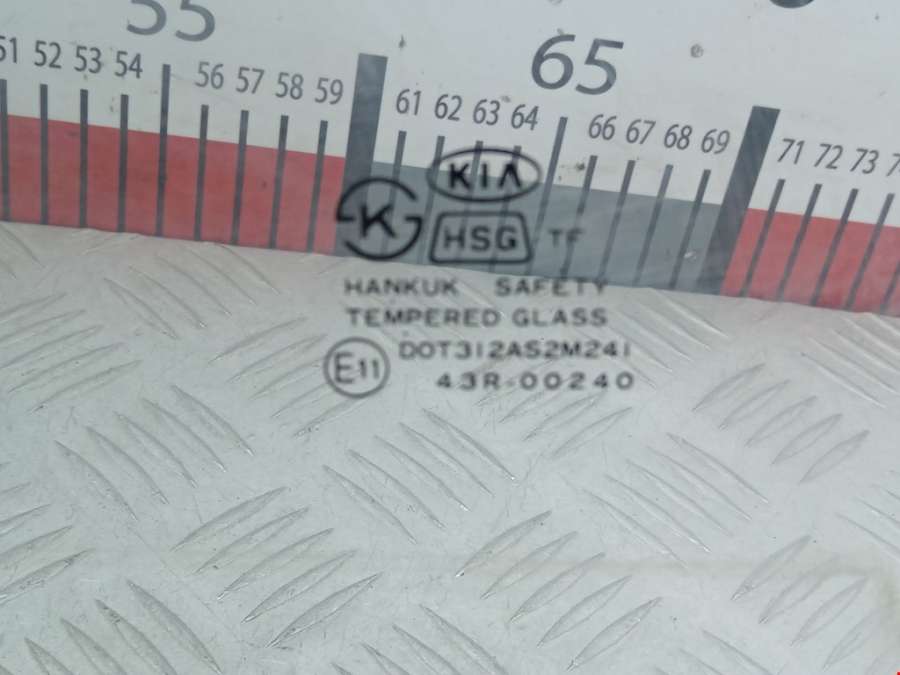 55
65
51 52 53 54 56 57 58 59 61 62 63 64 66 67 68 69 71 72 73
KIA
K HSG TF
HANKUK SAFETY
TEMPERED GLASS
DOT312AS2M241
E11 43R-00240